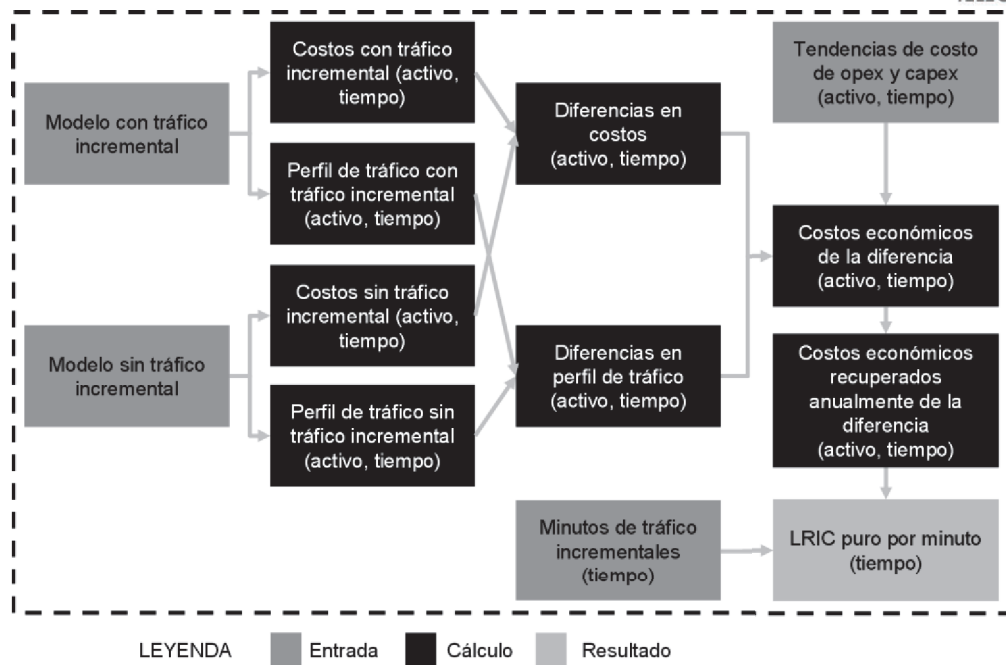 Modelo con tráfico
incremental
Costos con tráfico
incremental (activo,
tiempo)
Perfil de tráfico con
tráfico incremental
(activo, tiempo)
Modelo sin tráfico
incremental
Costos sin tráfico
incremental (activo,
tiempo)
Perfil de tráfico sin
tráfico incremental
(activo, tiempo)
Diferencias en
costos
(activo, tiempo)
Diferencias en
perfil de tráfico
(activo, tiempo)
Minutos de tráfico
incrementales
(tiempo)
Tendencias de costo
de opex y capex
(activo, tiempo)
Costos económicos
de la diferencia
(activo, tiempo)
Costos económicos
recuperados
anualmente de la
diferencia
(activo, tiempo)
LRIC puro por minuto
(tiempo)
LEYENDA
Entrada
Cálculo
Resultado